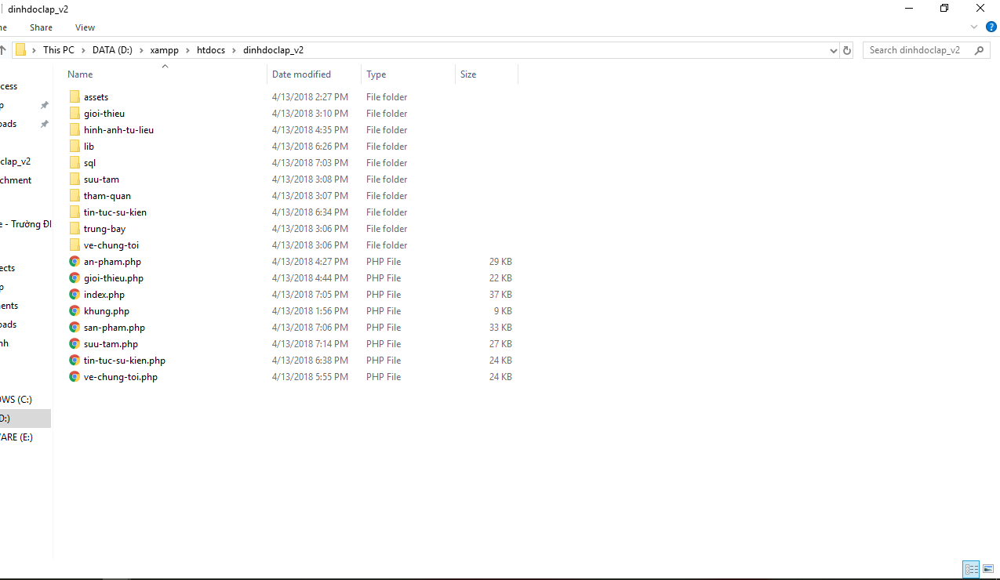 dinhdoclap_v2
ne Share View
This PC DATA (D:) xampp htdocs dinhdoclap_v2 Search dinhdoclap_v2
Name Date modified Type Size
cess
p
oads
clap_v2
chment
e - Trường ĐI
ects
p
ents
oads
nh
OWS (C:)
D:)
ARE (E:)
assets 4/13/2018 2:27 PM File folder
gioi-thieu 4/13/2018 3:10 PM File folder
hinh-anh-tu-lieu 4/13/2018 4:35 PM File folder
lib 4/13/2018 6:26 PM File folder
sql 4/13/2018 7:03 PM File folder
suu-tam 4/13/2018 3:08 PM File folder
tham-quan 4/13/2018 3:07 PM File folder
tin-tuc-su-kien 4/13/2018 6:34 PM File folder
trung-bay 4/13/2018 3:06 PM File folder
ve-chung-toi 4/13/2018 3:06 PM File folder
an-pham.php 4/13/2018 4:27 PM PHP File 29 KB
gioi-thieu.php 4/13/2018 4:44 PM PHP File 22 KB
index.php 4/13/2018 7:05 PM PHP File 37 KB
khung.php 4/13/2018 1:56 PM PHP File 9 KB
san-pham.php 4/13/2018 7:06 PM PHP File 33 KB
suu-tam.php 4/13/2018 7:14 PM PHP File 27 KB
tin-tuc-su-kien.php 4/13/2018 6:38 PM PHP File 24 KB
ve-chung-toi.php 4/13/2018 5:55 PM PHP File 24 KB